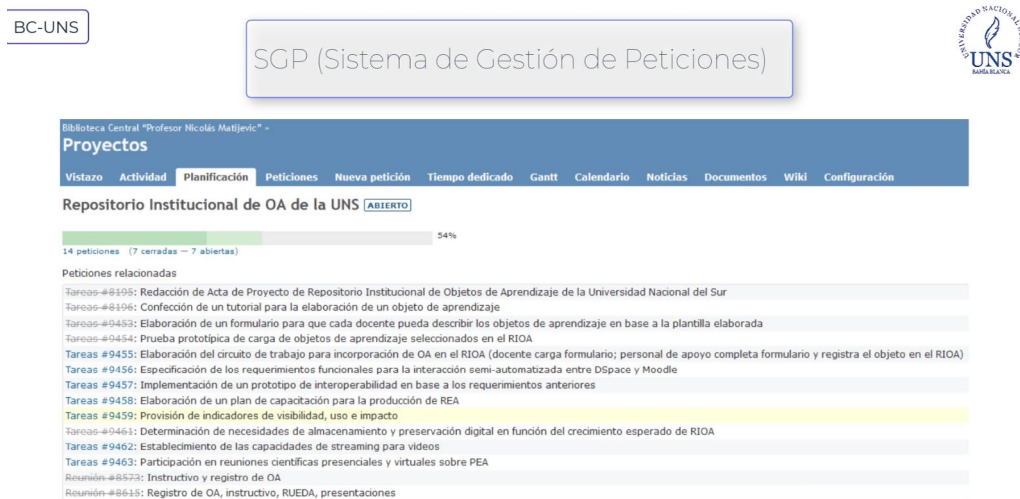 BC-UNS
SGP (Sistema de Gestión de Peticiones)
UNIVERSIDAD NACIONAL DEL SUR
UNS
BAHÍA BLANCA
Biblioteca Central "Profesor Nicolás Matijevic" »
Proyectos
Vistazo Actividad Planificación Peticiones Nueva petición Tiempo dedicado Gantt Calendario Noticias Documentos Wiki Configuración
Repositorio Institucional de OA de la UNS ABIERTO
54%
14 peticiones (7 cerradas — 7 abiertas)
Peticiones relacionadas
Tareas #8195: Redacción de Acta de Proyecto de Repositorio Institucional de Objetos de Aprendizaje de la Universidad Nacional del Sur
Tareas #8196: Confección de un tutorial para la elaboración de un objeto de aprendizaje
Tareas #9453: Elaboración de un formulario para que cada docente pueda describir los objetos de aprendizaje en base a la plantilla elaborada
Tareas #9454: Prueba prototípica de carga de objetos de aprendizaje seleccionados en el RIOA
Tareas #9455: Elaboración del circuito de trabajo para incorporación de OA en el RIOA (docente carga formulario; personal de apoyo completa formulario y registra el objeto en el RIOA)
Tareas #9456: Especificación de los requerimientos funcionales para la interacción semi-automatizada entre DSpace y Moodle
Tareas #9457: Implementación de un prototipo de interoperabilidad en base a los requerimientos anteriores
Tareas #9458: Elaboración de un plan de capacitación para la producción de REA
Tareas #9459: Provisión de indicadores de visibilidad, uso e impacto
Tareas #9461: Determinación de necesidades de almacenamiento y preservación digital en función del crecimiento esperado de RIOA
Tareas #9462: Establecimiento de las capacidades de streaming para videos
Tareas #9463: Participación en reuniones científicas presenciales y virtuales sobre PEA
Reunión #8573: Instructivo y registro de OA
Reunión #8615: Registro de OA, instructivo, RUEDA, presentaciones